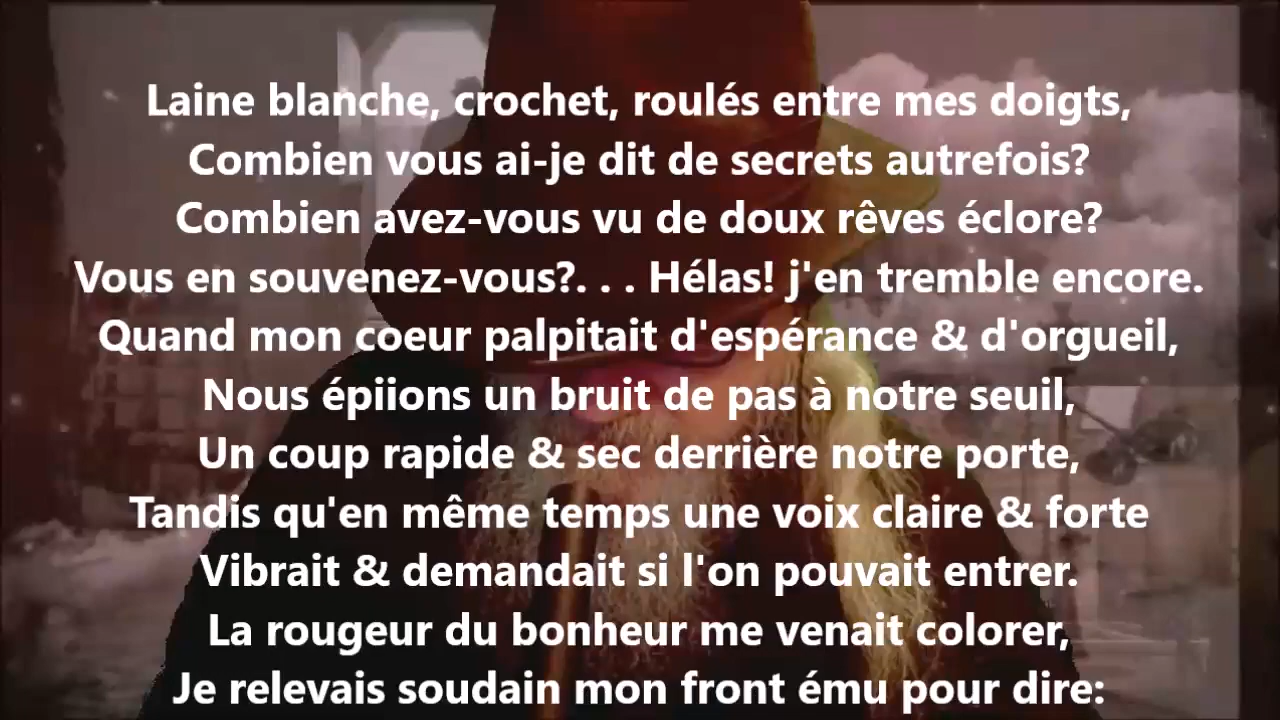 Laine blanche, crochet, roulés entre mes doigts,
Combien vous ai-je dit de secrets autrefois?
Combien avez-vous vu de doux rêves éclore?
Vous en souvenez-vous?. . . Hélas! j'en tremble encore.
Quand mon coeur palpitait d'espérance & d'orgueil,
Nous épiions un bruit de pas à notre seuil,
Un coup rapide & sec derrière notre porte,
Tandis qu'en même temps une voix claire & forte
Vibrait & demandait si l'on pouvait entrer.
La rougeur du bonheur me venait colorer,
Je relevais soudain mon front ému pour dire: